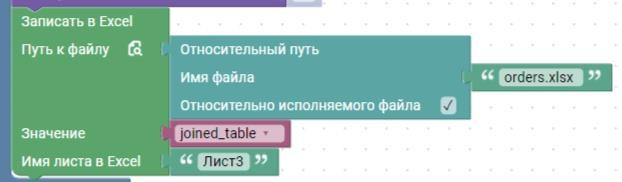 Записать в Excel
Путь к файлу Относительный путь
Имя файла “ orders.xlsx ”
Относительно исполняемого файла ✓
Значение joined_table
Имя листа в Excel “ Лист3 ”